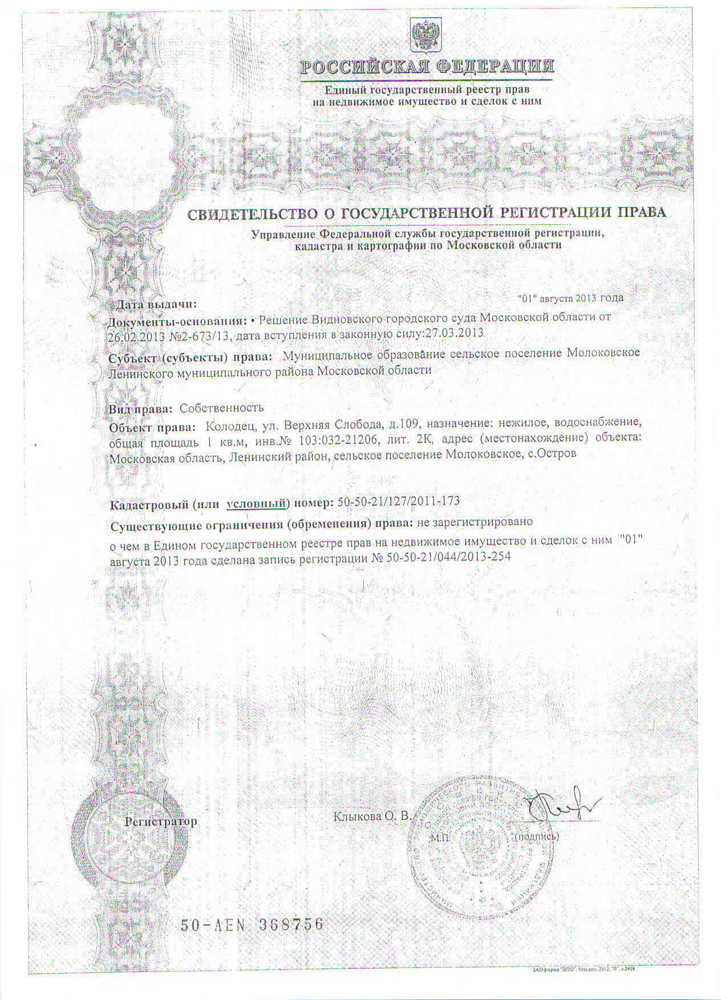 РОССИЙСКАЯ ФЕДЕРАЦИЯ
Единый государственный реестр прав
на недвижимое имущество и сделок с ним
СВИДЕТЕЛЬСТВО О ГОСУДАРСТВЕННОЙ РЕГИСТРАЦИИ ПРАВА
Управление Федеральной службы государственной регистрации,
кадастра и картографии по Московской области
Дата выдачи: "01" августа 2013 года
Документы-основания: • Решение Видновского городского суда Московской области от
26.02.2013 №2-673/13, дата вступления в законную силу:27.03.2013
Субъект (субъекты) права: Муниципальное образование сельское поселение Молоковское
Ленинского муниципального района Московской области
Вид права: Собственность
Объект права: Колодец, ул. Верхняя Слобода, д.109, назначение: нежилое, водоснабжение,
общая площадь 1 кв.м, инв.№ 103:032-21206, лит. 2К, адрес (местонахождение) объекта:
Московская область, Ленинский район, сельское поселение Молоковское, с.Остров
Кадастровый (или условный) номер: 50-50-21/127/2011-173
Существующие ограничения (обременения) права: не зарегистрировано
о чем в Едином государственном реестре прав на недвижимое имущество и сделок с ним "01"
августа 2013 года сделана запись регистрации № 50-50-21/044/2013-254
Регистратор
Клыкова О. В.
М.П.
(подпись)
50-АEN 368756
ЗАО фирма "ЭПО", Москва, 2012, "Б", з.2408